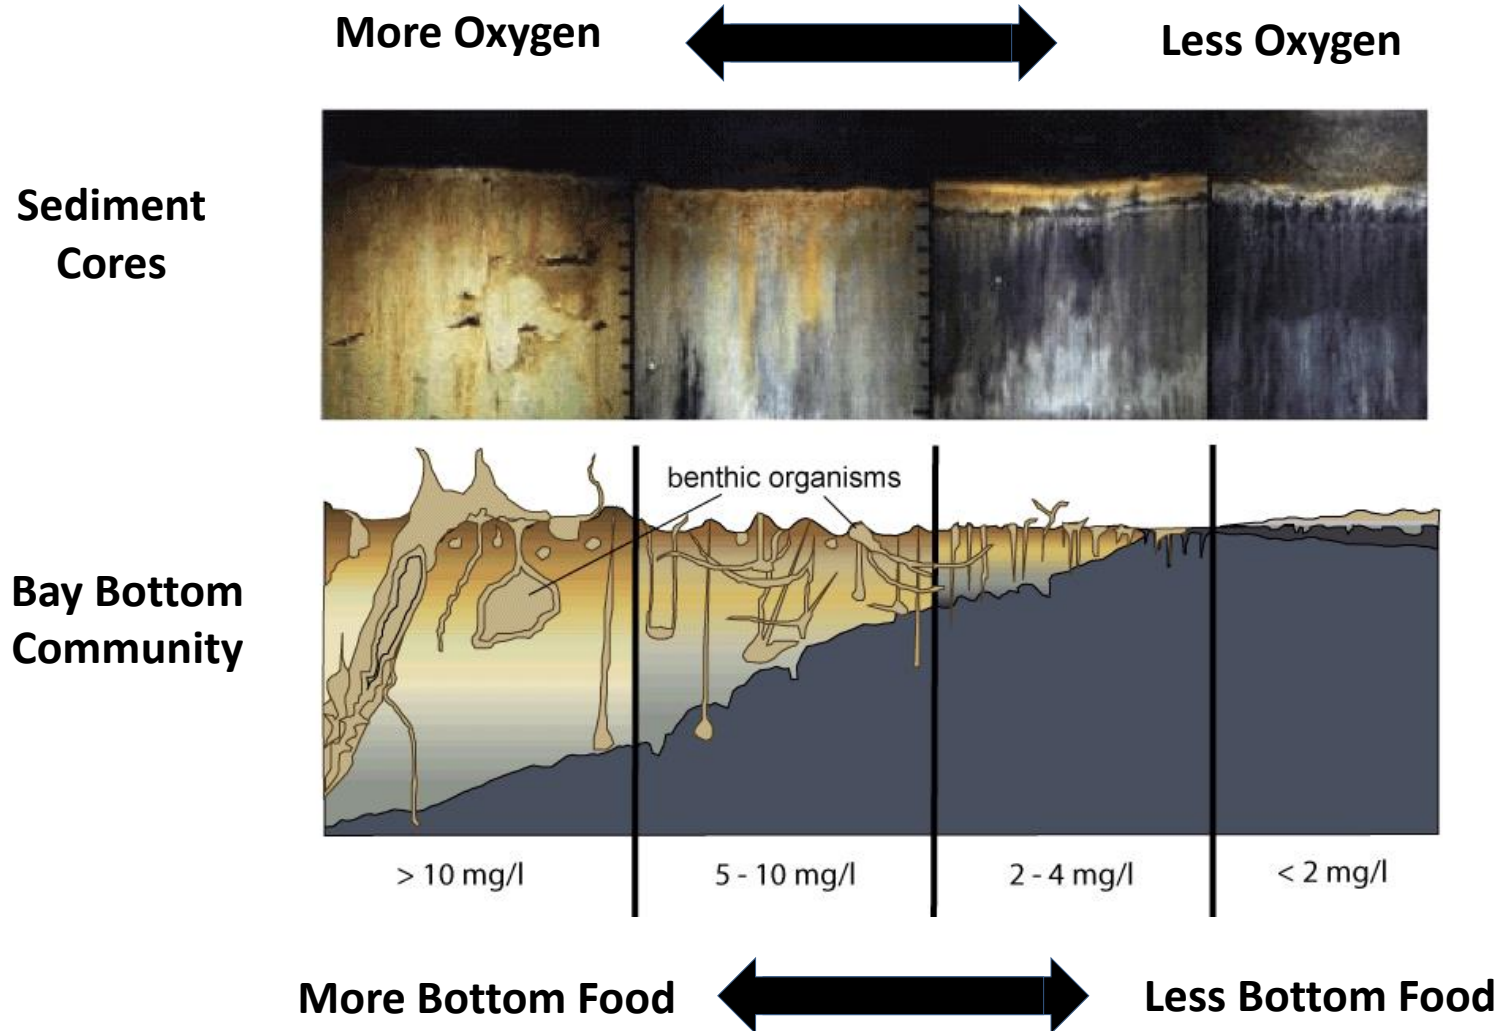 More Oxygen
Less Oxygen
Sediment
Cores
benthic organisms
Bay Bottom
Community
> 10 mg/l
5 - 10 mg/l
2 - 4 mg/l
< 2 mg/l
More Bottom Food
Less Bottom Food